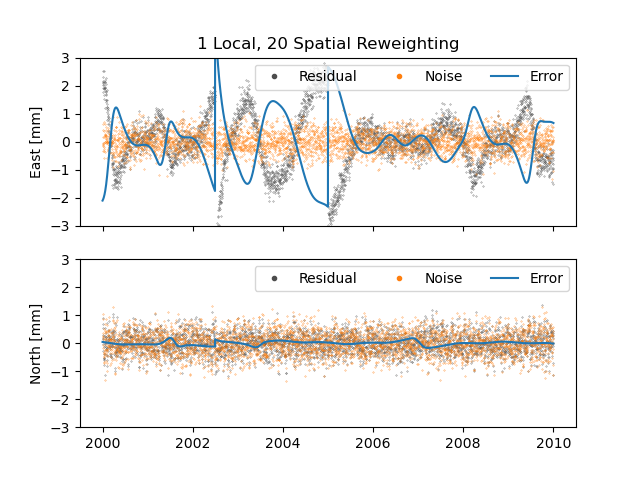 1 Local, 20 Spatial Reweighting
3
2
1
0
−1
−2
−3
East [mm]
Residual Noise Error
3
2
1
0
−1
−2
−3
North [mm]
Residual Noise Error
2000 2002 2004 2006 2008 2010